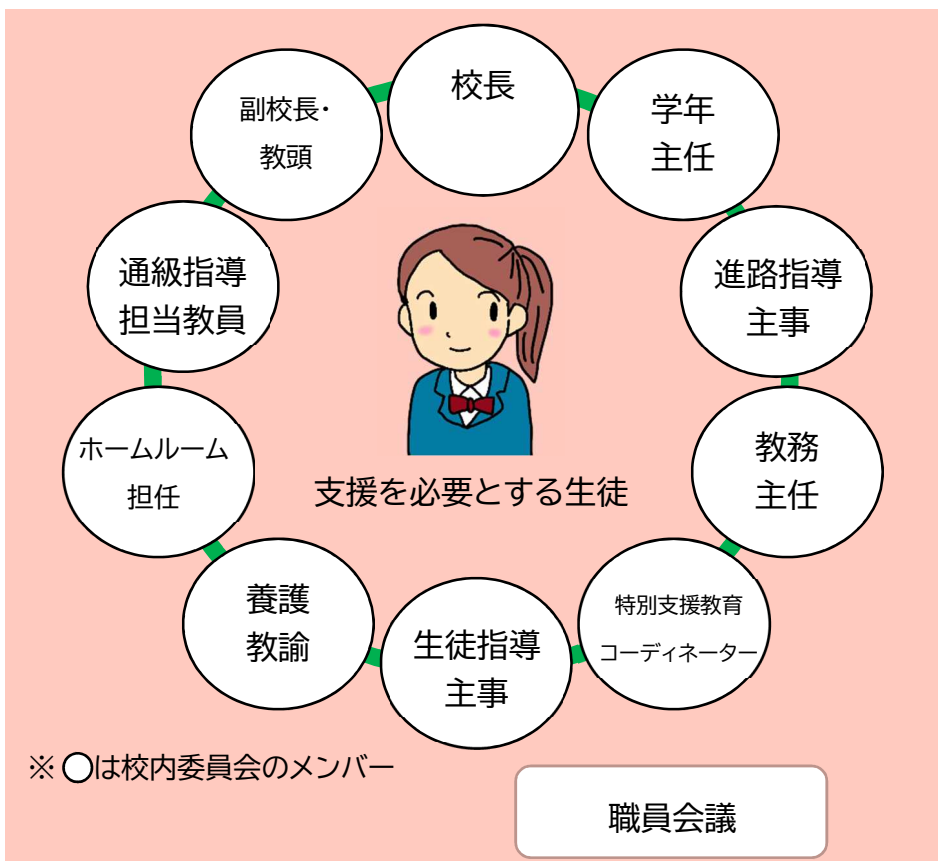 校長
副校長・
教頭
学年
主任
通級指導
担当教員
進路指導
主事
ホームルーム
担任
支援を必要とする生徒
教務
主任
養護
教諭
生徒指導
主事
特別支援教育
コーディネーター
※○は校内委員会のメンバー
職員会議